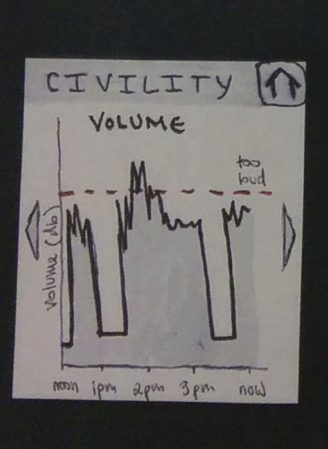 CIVILITY
VOLUME
too
loud
Volume (db)
noon 1pm 2pm 3pm now